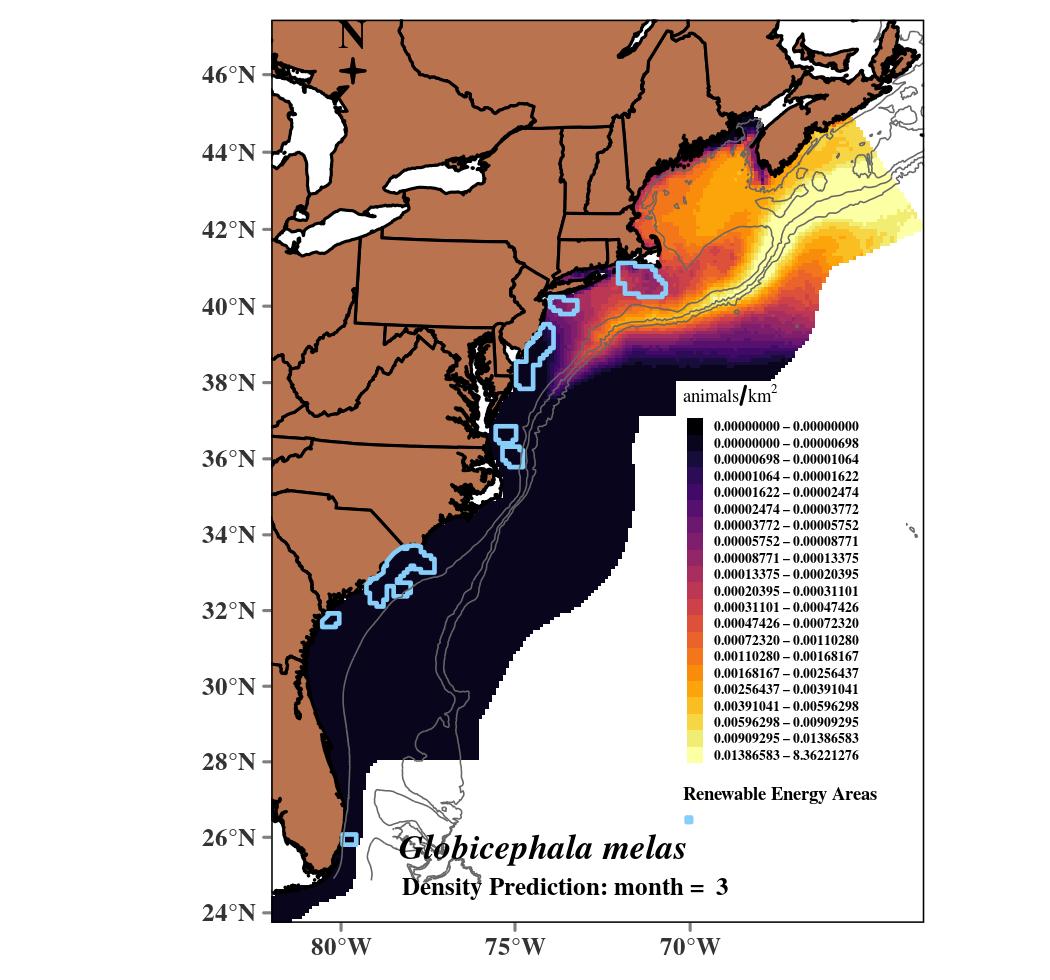 N
46°N
44°N
42°N
40°N
38°N
36°N
34°N
32°N
30°N
28°N
26°N
24°N
animals/km2
0.00000000 – 0.00000000
0.00000000 – 0.00000698
0.00000698 – 0.00001064
0.00001064 – 0.00001622
0.00001622 – 0.00002474
0.00002474 – 0.00003772
0.00003772 – 0.00005752
0.00005752 – 0.00008771
0.00008771 – 0.00013375
0.00013375 – 0.00020395
0.00020395 – 0.00031101
0.00031101 – 0.00047426
0.00047426 – 0.00072320
0.00072320 – 0.00110280
0.00110280 – 0.00168167
0.00168167 – 0.00256437
0.00256437 – 0.00391041
0.00391041 – 0.00596298
0.00596298 – 0.00909295
0.00909295 – 0.01386583
0.01386583 – 8.36221276
Renewable Energy Areas
Globicephala melas
Density Prediction: month = 3
80°W 75°W 70°W